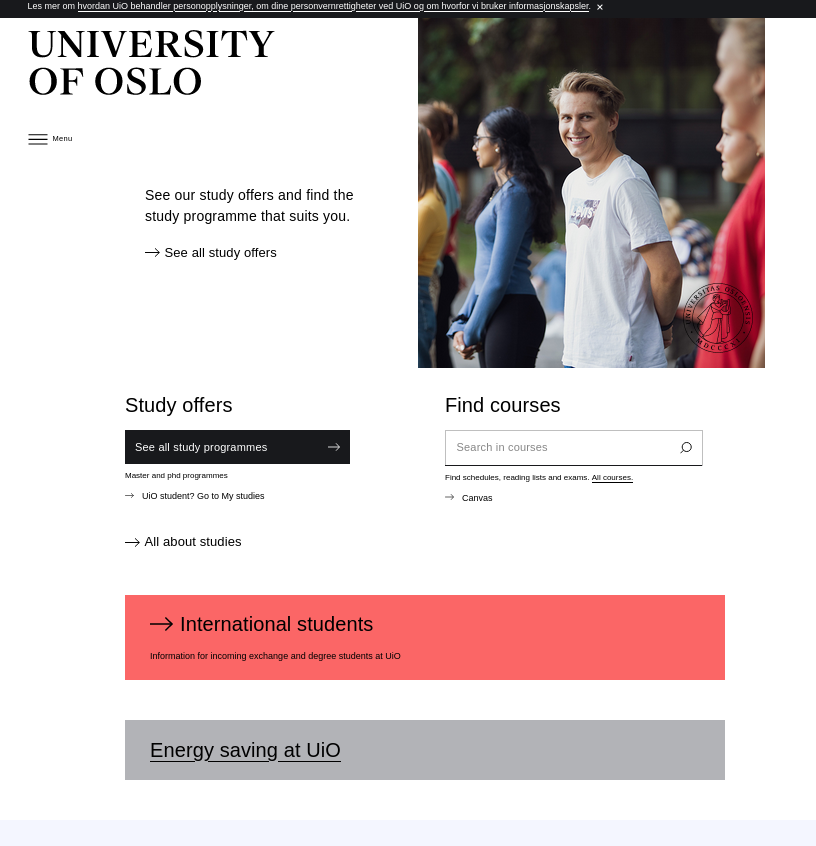 Les mer om hvordan UiO behandler personopplysninger, om dine personvernrettigheter ved UiO og om hvorfor vi bruker informasjonskapsler. ×
UNIVERSITY
OF OSLO
Menu
See our study offers and find the
study programme that suits you.
See all study offers
UNIVERSITAS OSLOENSIS
MDCCCXI
Study offers
See all study programmes
Master and phd programmes
UiO student? Go to My studies
All about studies
Find courses
Search in courses
Find schedules, reading lists and exams. All courses.
Canvas
International students
Information for incoming exchange and degree students at UiO
Energy saving at UiO